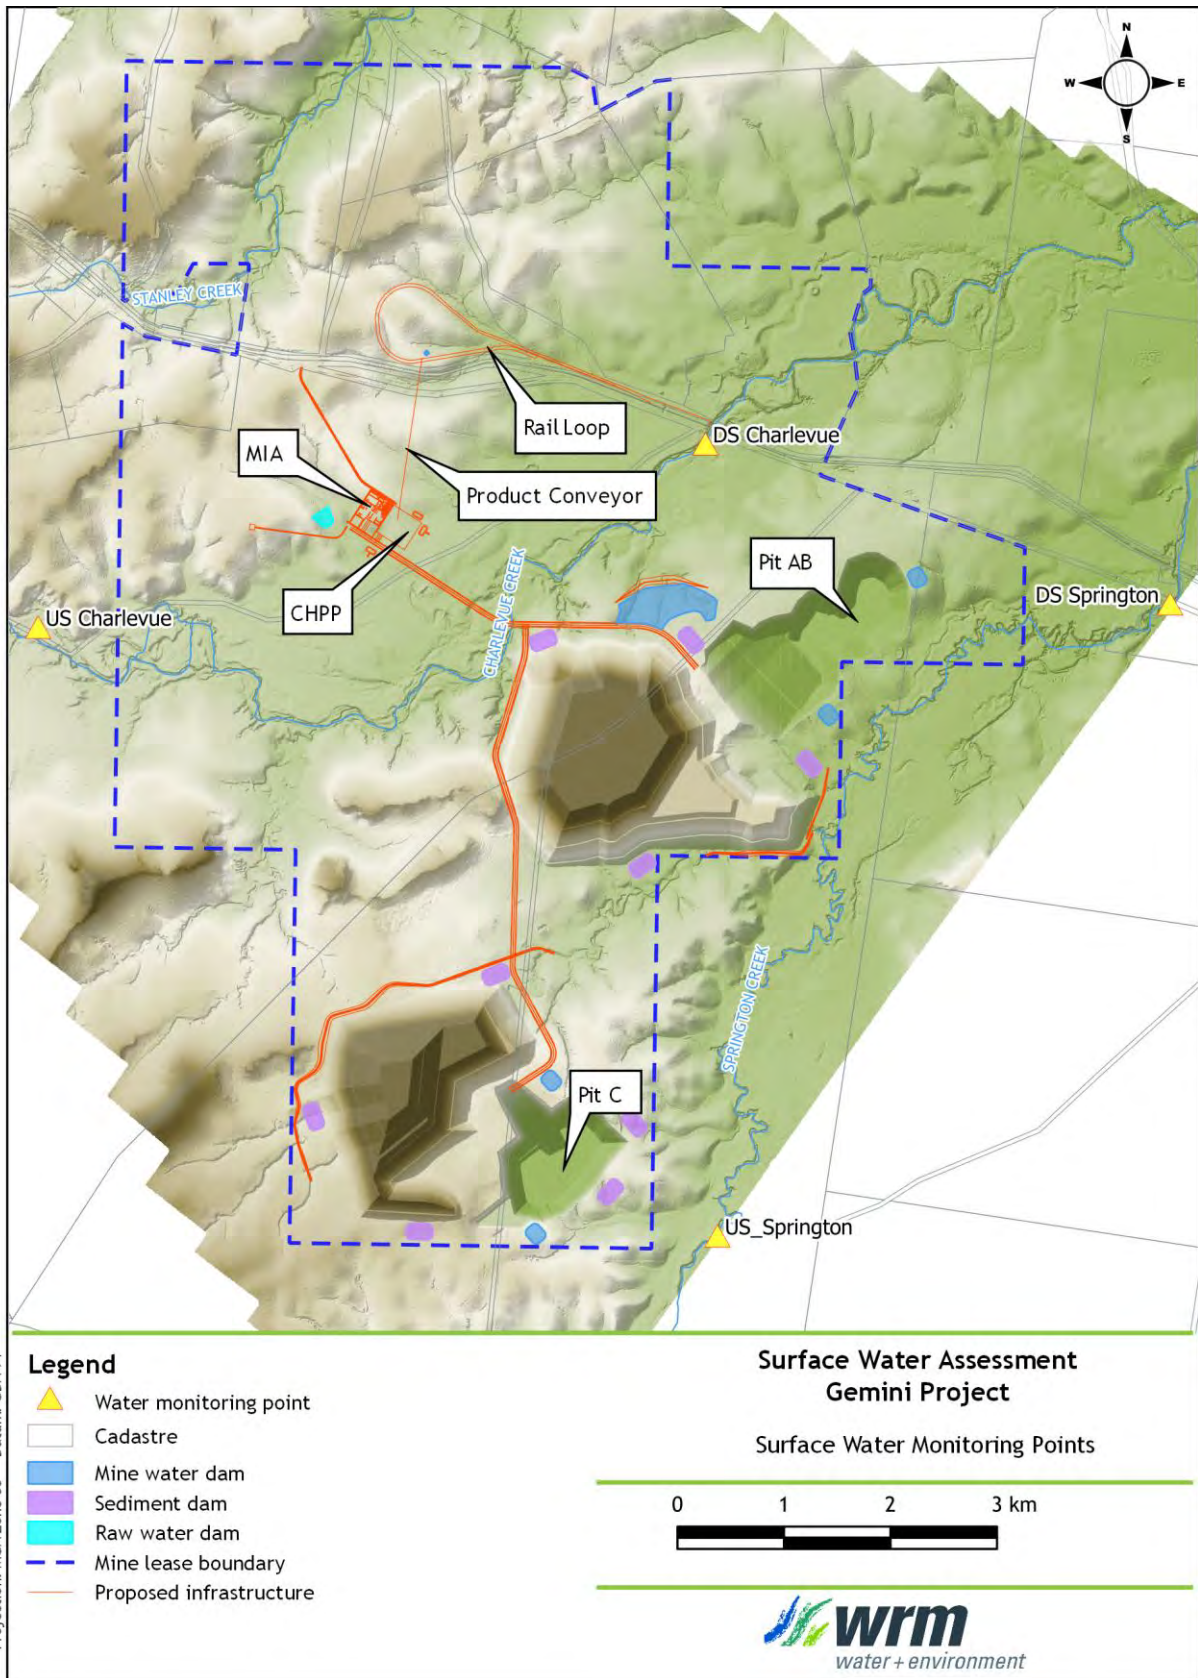 N
W E
S
STANLEY CREEK
Rail Loop
DS Charlevue
MIA
Product Conveyor
Pit AB
CHPP
CHARLEVUE CREEK
DS Springton
US Charlevue
SPRINGTON CREEK
Pit C
US_Springton
Legend
Water monitoring point
Cadastre
Mine water dam
Sediment dam
Raw water dam
Mine lease boundary
Proposed infrastructure
Surface Water Assessment
Gemini Project
Surface Water Monitoring Points
0 1 2 3 km
wrm
water + environment